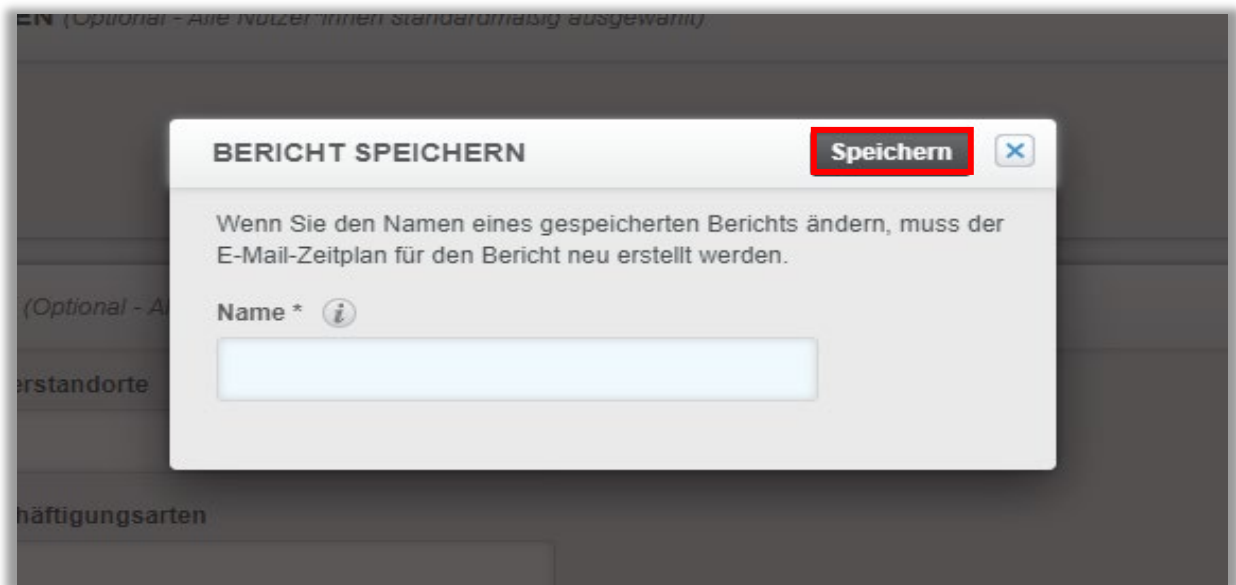 EN (Optional - Alle Nutzer*innen standardmäßig ausgewählt)
BERICHT SPEICHERN
Speichern
Wenn Sie den Namen eines gespeicherten Berichts ändern, muss der
E-Mail-Zeitplan für den Bericht neu erstellt werden.
(Optional - Al
Name *
erstandorte
häftigungsarten